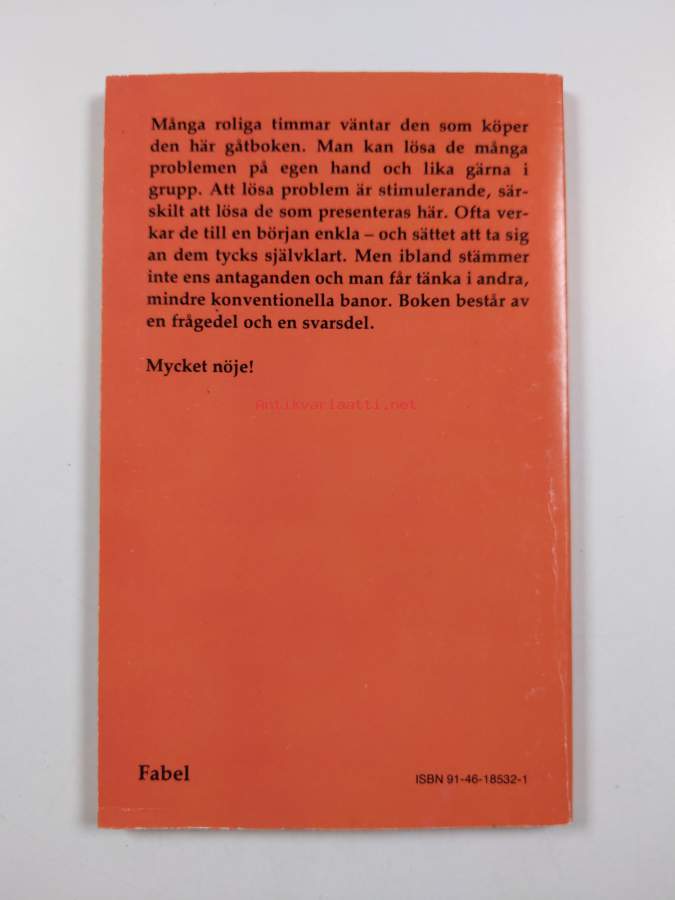 Många roliga timmar väntar den som köper
den här gåtboken. Man kan lösa de många
problemen på egen hand och lika gärna i
grupp. Att lösa problem är stimulerande, sär-
skilt att lösa de som presenteras här. Ofta ver-
kar de till en början enkla – och sättet att ta sig
an dem tycks självklart. Men ibland stämmer
inte ens antaganden och man får tänka i andra,
mindre konventionella banor. Boken består av
en frågedel och en svarsdel.
Mycket nöje!
Antikvariaatti.net
Fabel
ISBN 91-46-18532-1